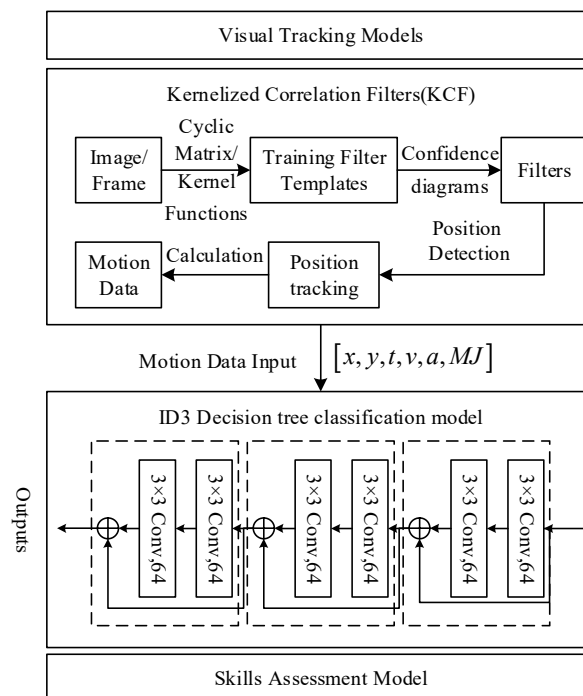 Visual Tracking Models
Kernelized Correlation Filters(KCF)
Image/
Frame
Cyclic
Matrix/
Kernel
Functions
Training Filter
Templates
Confidence
diagrams
Filters
Position
Detection
Position
tracking
Calculation
Motion
Data
Motion Data Input
[x, y, t, v, a, MJ]
ID3 Decision tree classification model
Outputs
3×3 Conv,64
3×3 Conv,64
3×3 Conv,64
3×3 Conv,64
3×3 Conv,64
3×3 Conv,64
Skills Assessment Model